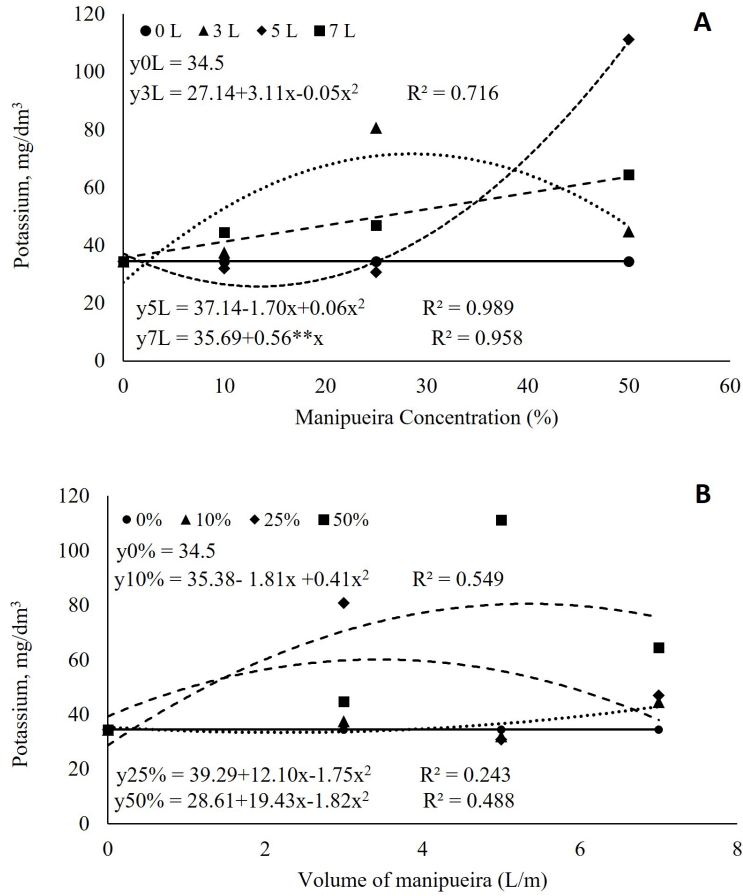 A
0 L 3 L 5 L 7 L
y0L = 34.5
y3L = 27.14+3.11x-0.05x² R² = 0.716
y5L = 37.14-1.70x+0.06x² R² = 0.989
y7L = 35.69+0.56**x R² = 0.958
Potassium, mg/dm³
120
100
80
60
40
20
0
0 10 20 30 40 50 60
Manipueira Concentration (%)
B
0% 10% 25% 50%
y0% = 34.5
y10% = 35.38- 1.81x +0.41x² R² = 0.549
y25% = 39.29+12.10x-1.75x² R² = 0.243
y50% = 28.61+19.43x-1.82x² R² = 0.488
Potassium, mg/dm³
120
100
80
60
40
20
0
0 2 4 6 8
Volume of manipueira (L/m)